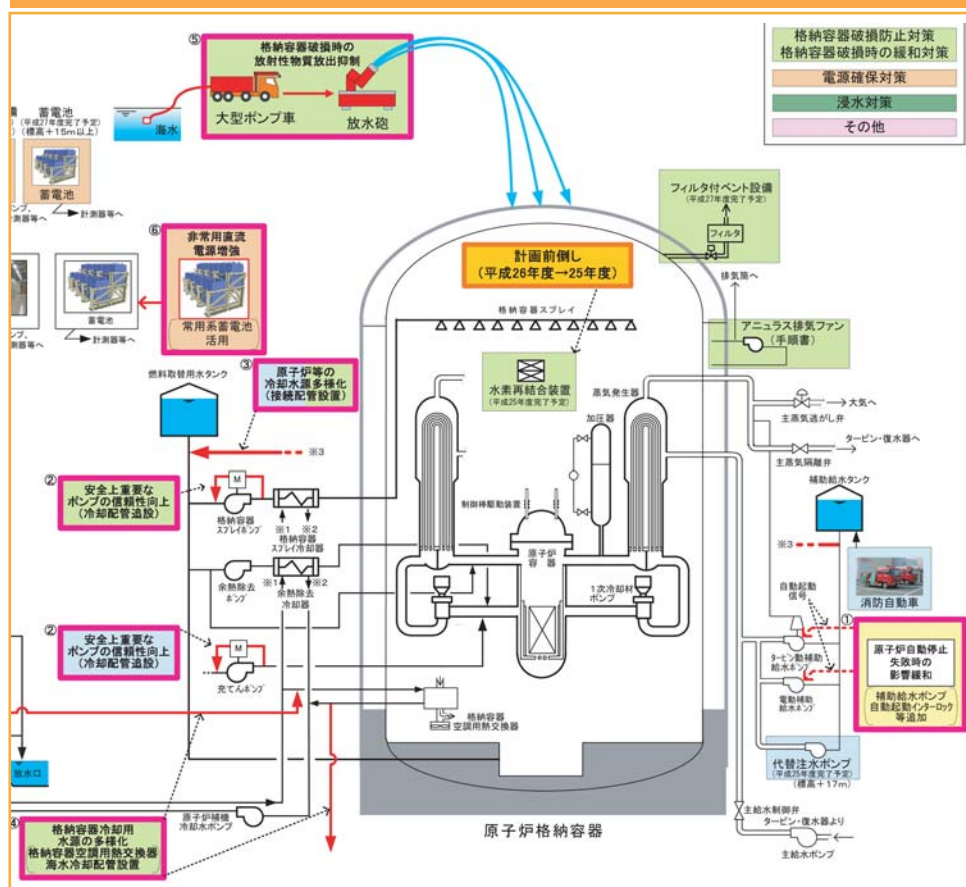 格納容器破損防止対策
格納容器破損時の緩和対策
電源確保対策
浸水対策
その他
⑤
格納容器破損時の
放射性物質放出抑制
大型ポンプ車
放水砲
海水
蓄電池
(平成27年度完了予定)
(標高+15m以上)
蓄電池
計測器等へ
計測器等へ
⑥
非常用直流
電源増強
常用系蓄電池
活用
蓄電池
計測器等へ
計画前倒し
(平成26年度→25年度)
フィルタ付ベント設備
(平成27年度完了予定)
フィルタ
排気筒へ
アニュラス排気ファン
(手順書)
格納容器スプレイ
水素再結合装置
(平成25年度完了予定)
蒸気発生器
加圧器
制御棒駆動装置
原子炉
容器
1次冷却材
ポンプ
主蒸気逃がし弁
大気へ
主蒸気隔離弁
タービン・復水器へ
燃料取替用水タンク
③
原子炉等の
冷却水源多様化
(接続配管設置)
※3
②
安全上重要な
ポンプの信頼性向上
(冷却配管追設)
M
格納容器
スプレイポンプ
※1
※2
格納容器
スプレイ冷却器
余熱除去
ポンプ
※1
※2
余熱除去
冷却器
②
安全上重要な
ポンプの信頼性向上
(冷却配管追設)
M
充てんポンプ
格納容器
空調用熱交換器
放水口
原子炉補機
冷却水ポンプ
④
格納容器冷却用
水源の多様化
格納容器空調用熱交換器
海水冷却配管設置
原子炉格納容器
補助給水タンク
※3
消防自動車
自動起動
信号
①
原子炉自動停止
失敗時の
影響緩和
補助給水ポンプ
自動起動インターロック
等追加
タービン動補助
給水ポンプ
電動補助
給水ポンプ
代替注水ポンプ
(平成25年度完了予定)
(標高+17m)
主給水制御弁
タービン・復水器より
主給水ポンプ